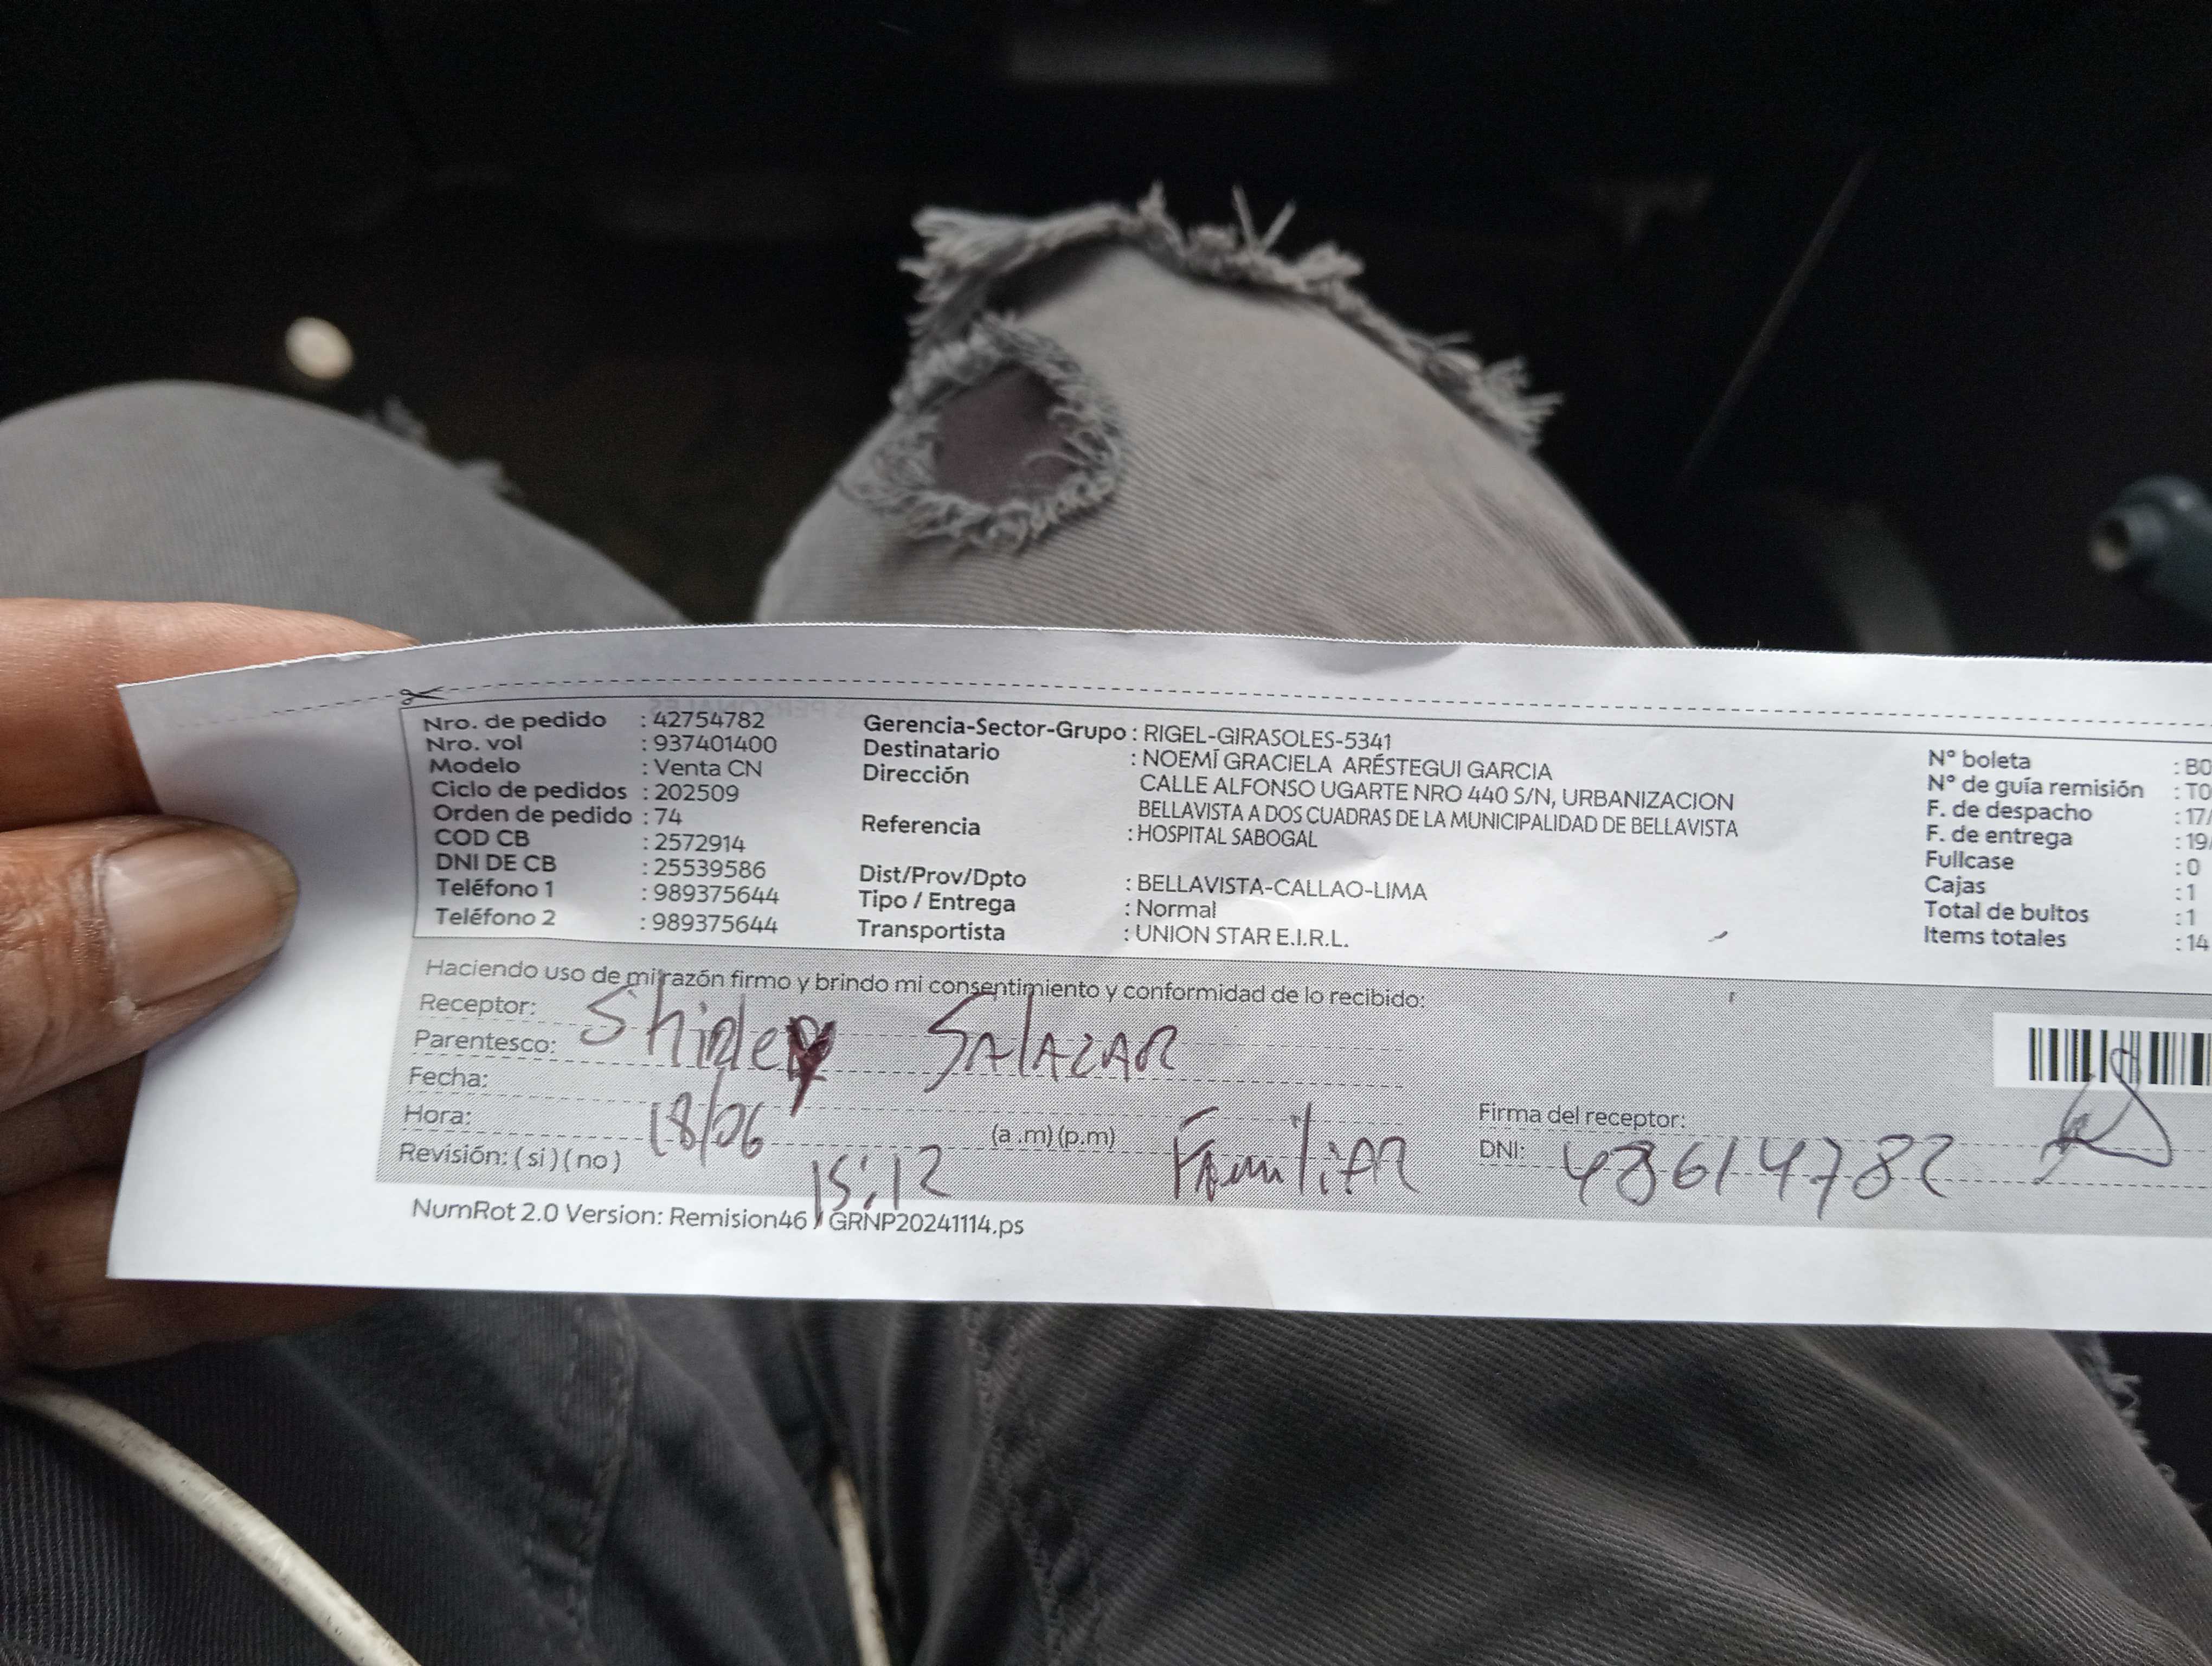 Nro. de pedido : 42754782
Nro. vol : 937401400
Modelo : Venta CN
Ciclo de pedidos : 202509
Orden de pedido : 74
COD CB : 2572914
DNI DE CB : 25539586
Teléfono 1 : 989375644
Teléfono 2 : 989375644
Gerencia-Sector-Grupo : RIGEL-GIRASOLES-5341
Destinatario : NOEMÍ GRACIELA ARÉSTEGUI GARCIA
Dirección CALLE ALFONSO UGARTE NRO 440 S/N, URBANIZACION
BELLAVISTA A DOS CUADRAS DE LA MUNICIPALIDAD DE BELLAVISTA
Referencia : HOSPITAL SABOGAL
Dist/Prov/Dpto : BELLAVISTA-CALLAO-LIMA
Tipo / Entrega : Normal
Transportista : UNION STAR E.I.R.L.
N° boleta : B0
N° de guía remisión : T0
F. de despacho : 17/
F. de entrega : 19/
Fullcase : 0
Cajas : 1
Total de bultos : 1
Items totales : 14
Haciendo uso de mi razón firmo y brindo mi consentimiento y conformidad de lo recibido:
Receptor: Shirley SALAZAR
Parentesco:
Fecha: 18/06
Hora: 15:12 (a .m) (p.m) FamiliAR
Revisión: ( si ) ( no )
Firma del receptor:
DNI: 48614782
NumRot 2.0 Version: Remision46 / GRNP20241114.ps